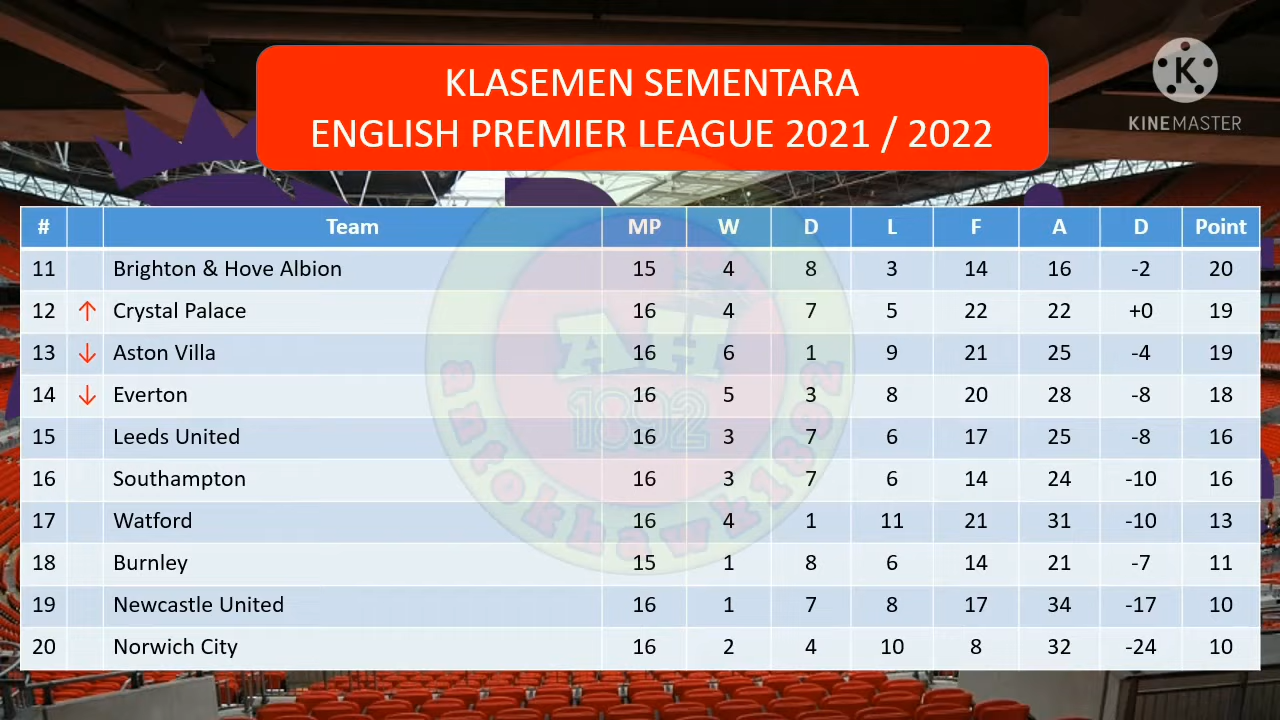 KLASEMEN SEMENTARA
ENGLISH PREMIER LEAGUE 2021 / 2022
K
KINEMASTER
# Team MP W D L F A D Point
11 Brighton & Hove Albion 15 4 8 3 14 16 -2 20
12 ↑ Crystal Palace 16 4 7 5 22 22 +0 19
13 ↓ Aston Villa 16 6 1 9 21 25 -4 19
14 ↓ Everton 16 5 3 8 20 28 -8 18
15 Leeds United 16 3 7 6 17 25 -8 16
16 Southampton 16 3 7 6 14 24 -10 16
17 Watford 16 4 1 11 21 31 -10 13
18 Burnley 15 1 8 6 14 21 -7 11
19 Newcastle United 16 1 7 8 17 34 -17 10
20 Norwich City 16 2 4 10 8 32 -24 10
AH
1892
antokhawk1892